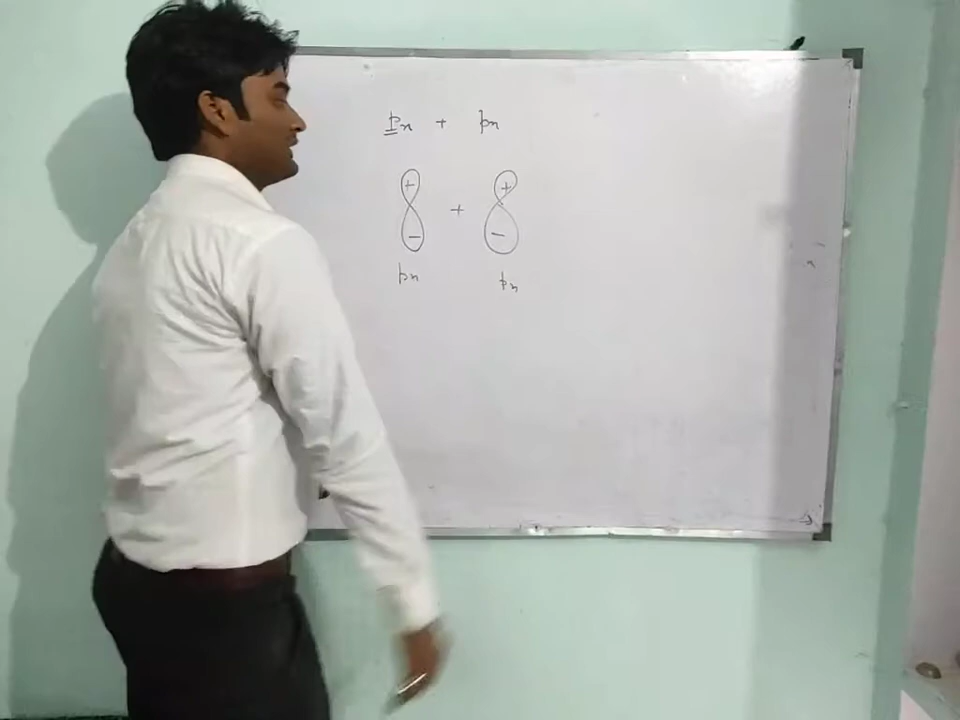 Px + px
+ + +
- -
px px